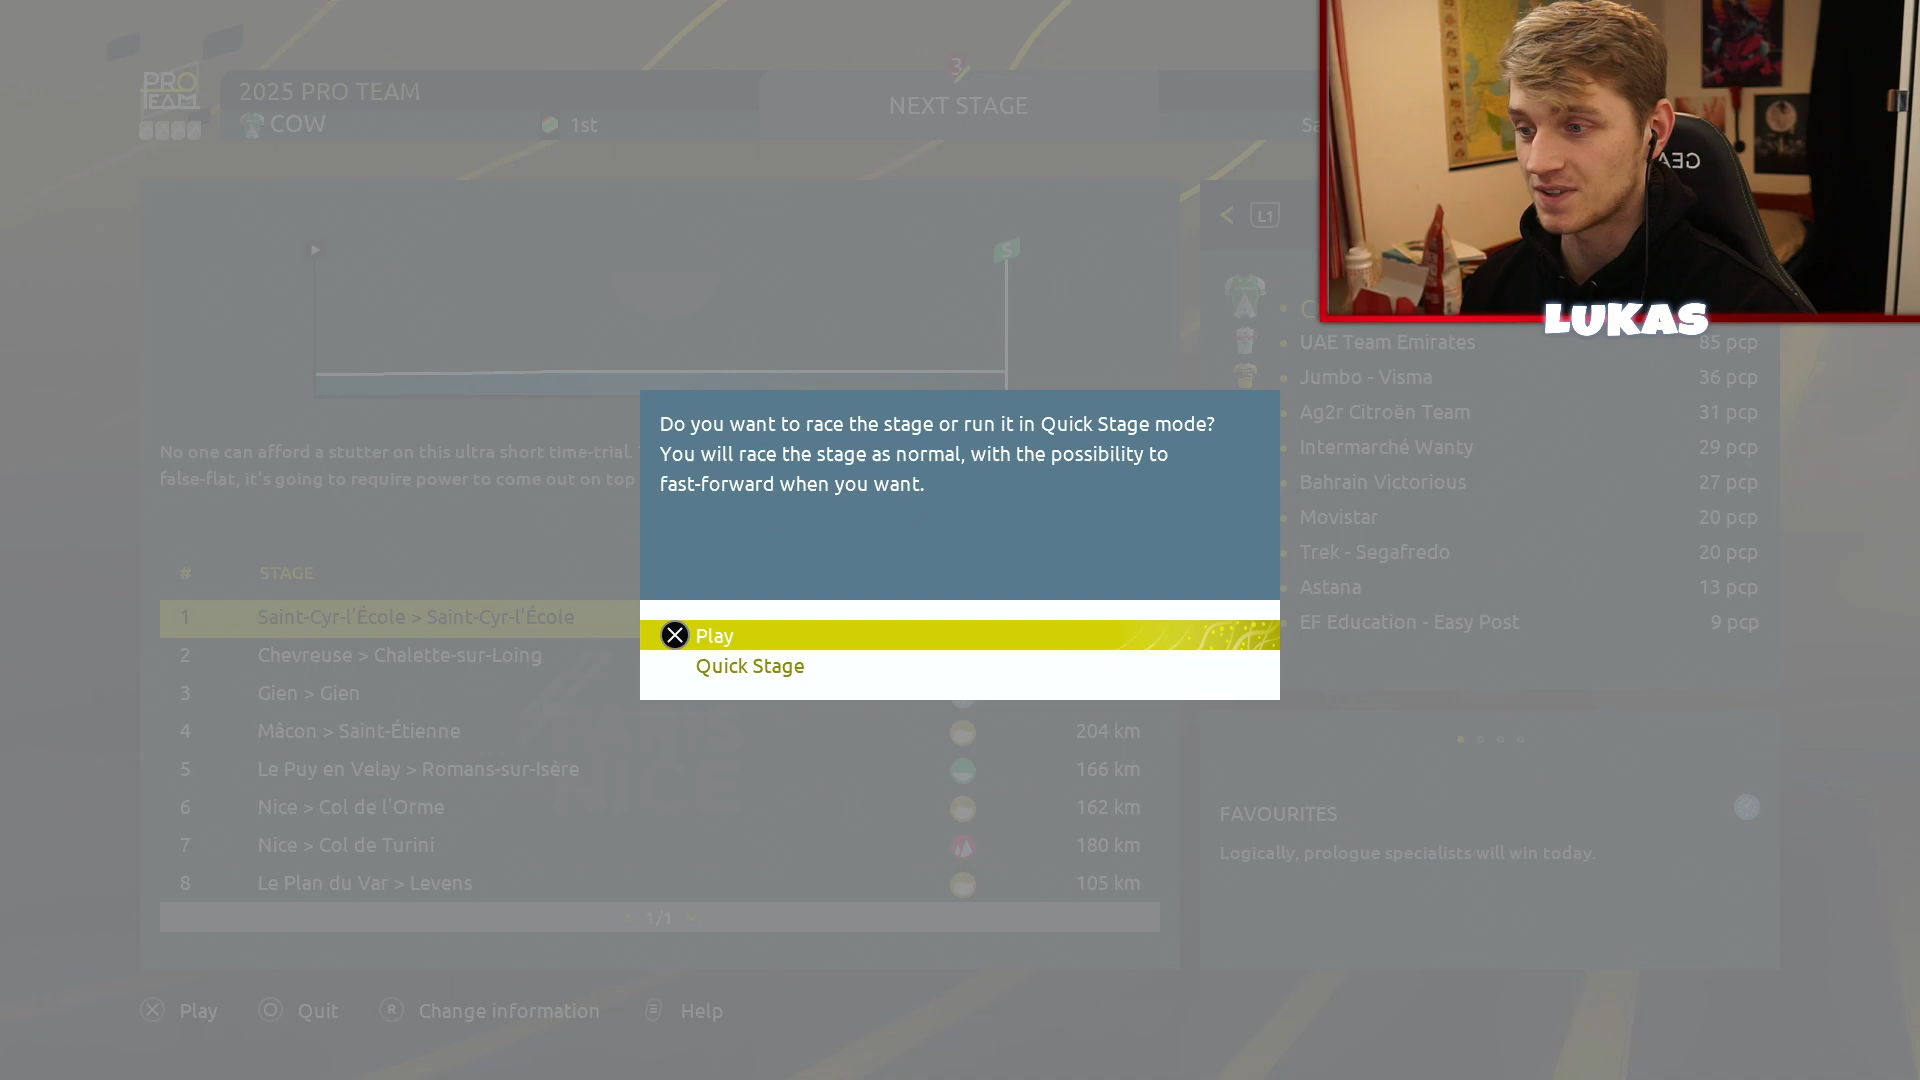 3
PRO
TEAM
2025 PRO TEAM
COW
1st
NEXT STAGE
Sa
L1
LUKAS
S
UAE Team Emirates 85 pcp
Jumbo - Visma 36 pcp
Ag2r Citroën Team 31 pcp
Intermarché Wanty 29 pcp
Bahrain Victorious 27 pcp
Movistar 20 pcp
Trek - Segafredo 20 pcp
Astana 13 pcp
EF Education - Easy Post 9 pcp
Do you want to race the stage or run it in Quick Stage mode?
You will race the stage as normal, with the possibility to
fast-forward when you want.
Play
Quick Stage
No one can afford a stutter on this ultra short time-trial.
false-flat, it's going to require power to come out on top
# STAGE
1 Saint-Cyr-l'École > Saint-Cyr-l'École
2 Chevreuse > Chalette-sur-Loing
3 Gien > Gien
4 Mâcon > Saint-Étienne 204 km
5 Le Puy en Velay > Romans-sur-Isère 166 km
6 Nice > Col de l'Orme 162 km
7 Nice > Col de Turini 180 km
8 Le Plan du Var > Levens 105 km
PARIS
NICE
< 1/1 >
FAVOURITES
Logically, prologue specialists will win today.
Play
Quit
R Change information
Help